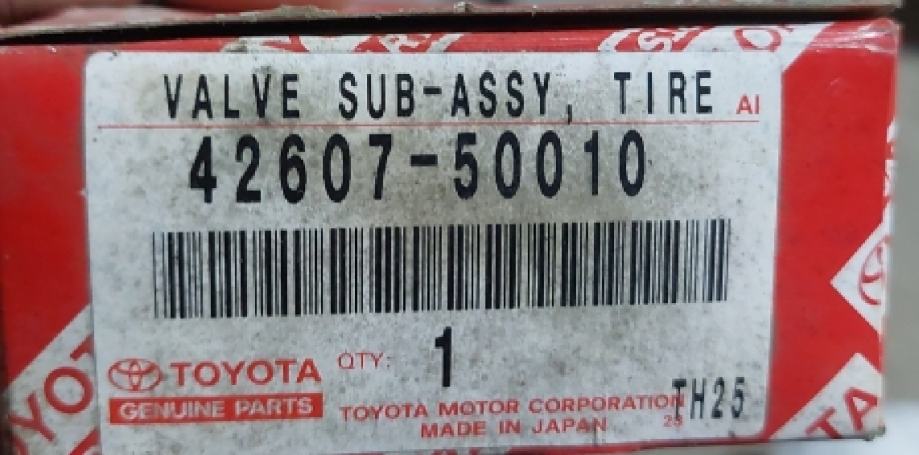 VALVE SUB-ASSY, TIRE AI
42607-50010
TOYOTA QTY: 1
GENUINE PARTS
TOYOTA MOTOR CORPORATION TH25
MADE IN JAPAN
TA